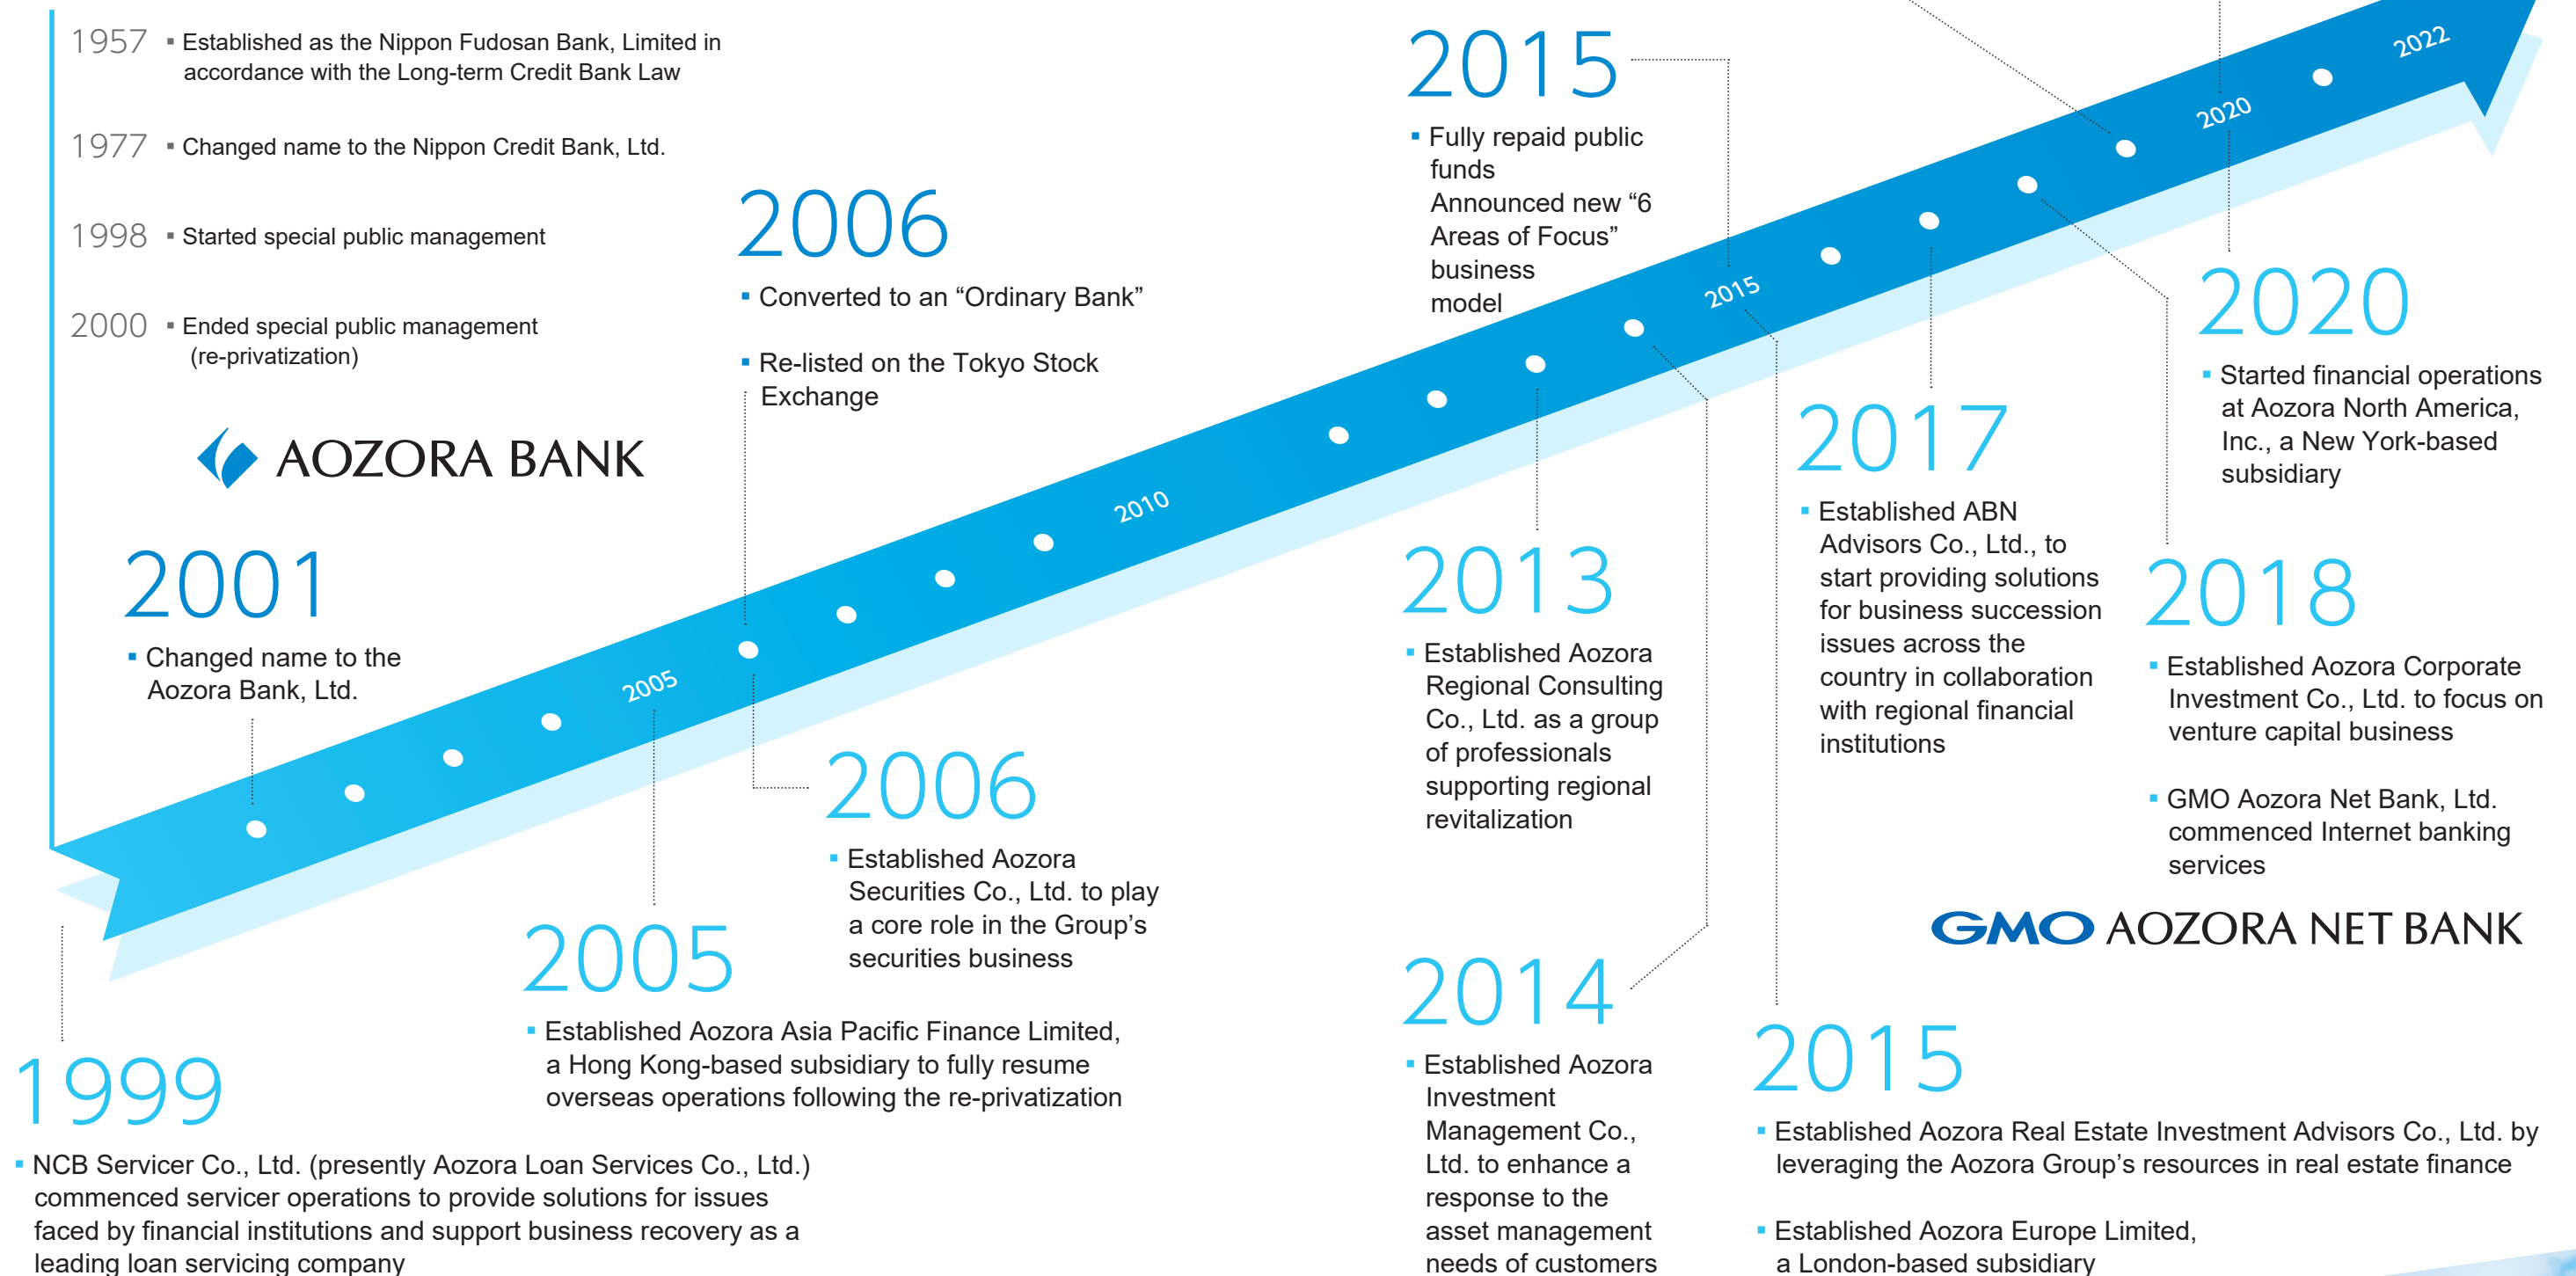 1957 ▪ Established as the Nippon Fudosan Bank, Limited in
accordance with the Long-term Credit Bank Law
1977 ▪ Changed name to the Nippon Credit Bank, Ltd.
1998 ▪ Started special public management
2000 ▪ Ended special public management
(re-privatization)
AOZORA BANK
2001
▪ Changed name to the
Aozora Bank, Ltd.
2006
▪ Converted to an “Ordinary Bank”
▪ Re-listed on the Tokyo Stock
Exchange
2015
▪ Fully repaid public
funds
Announced new “6
Areas of Focus”
business
model
2005
2010
2015
2020
2022
1999
▪ NCB Servicer Co., Ltd. (presently Aozora Loan Services Co., Ltd.)
commenced servicer operations to provide solutions for issues
faced by financial institutions and support business recovery as a
leading loan servicing company
2005
▪ Established Aozora Asia Pacific Finance Limited,
a Hong Kong-based subsidiary to fully resume
overseas operations following the re-privatization
2006
▪ Established Aozora
Securities Co., Ltd. to play
a core role in the Group’s
securities business
2013
▪ Established Aozora
Regional Consulting
Co., Ltd. as a group
of professionals
supporting regional
revitalization
2014
▪ Established Aozora
Investment
Management Co.,
Ltd. to enhance a
response to the
asset management
needs of customers
2015
▪ Established Aozora Real Estate Investment Advisors Co., Ltd. by
leveraging the Aozora Group’s resources in real estate finance
▪ Established Aozora Europe Limited,
a London-based subsidiary
2017
▪ Established ABN
Advisors Co., Ltd., to
start providing solutions
for business succession
issues across the
country in collaboration
with regional financial
institutions
2018
▪ Established Aozora Corporate
Investment Co., Ltd. to focus on
venture capital business
▪ GMO Aozora Net Bank, Ltd.
commenced Internet banking
services
GMO AOZORA NET BANK
2020
▪ Started financial operations
at Aozora North America,
Inc., a New York-based
subsidiary